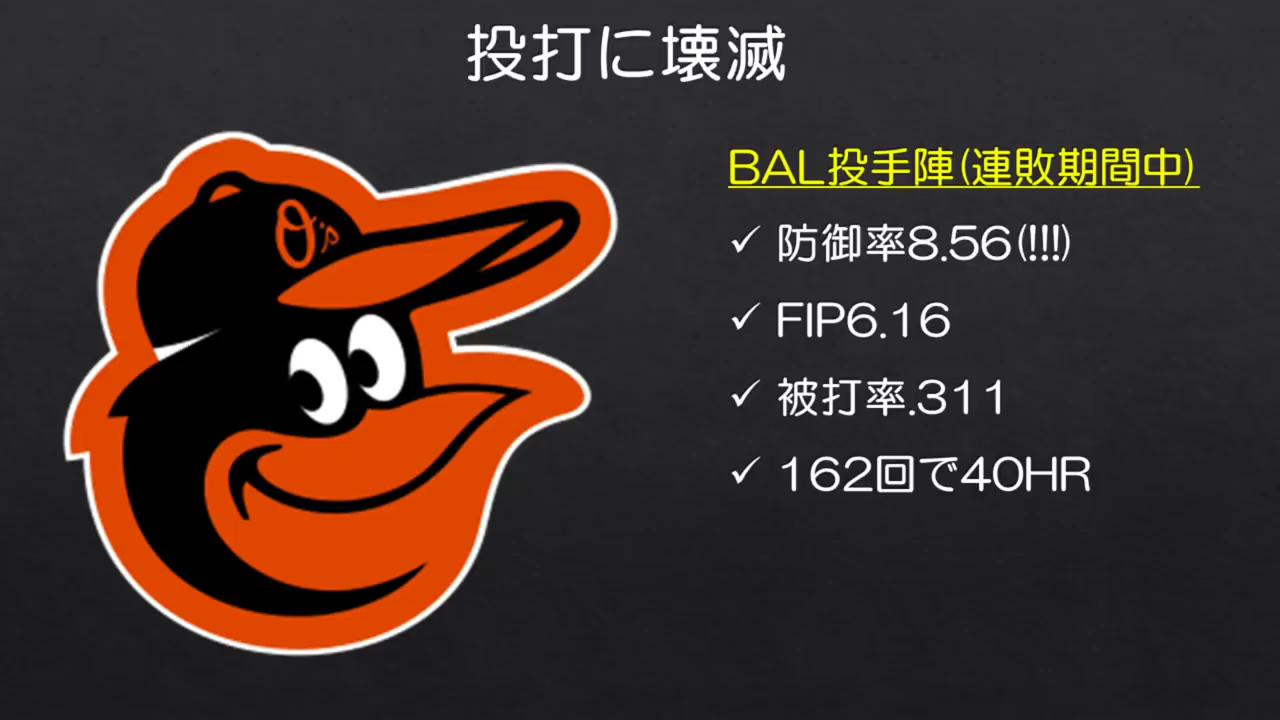 投打に壊滅
O's
BAL投手陣(連敗期間中)
✓ 防御率8.56(!!!)
✓ FIP6.16
✓ 被打率.311
✓ 162回で40HR